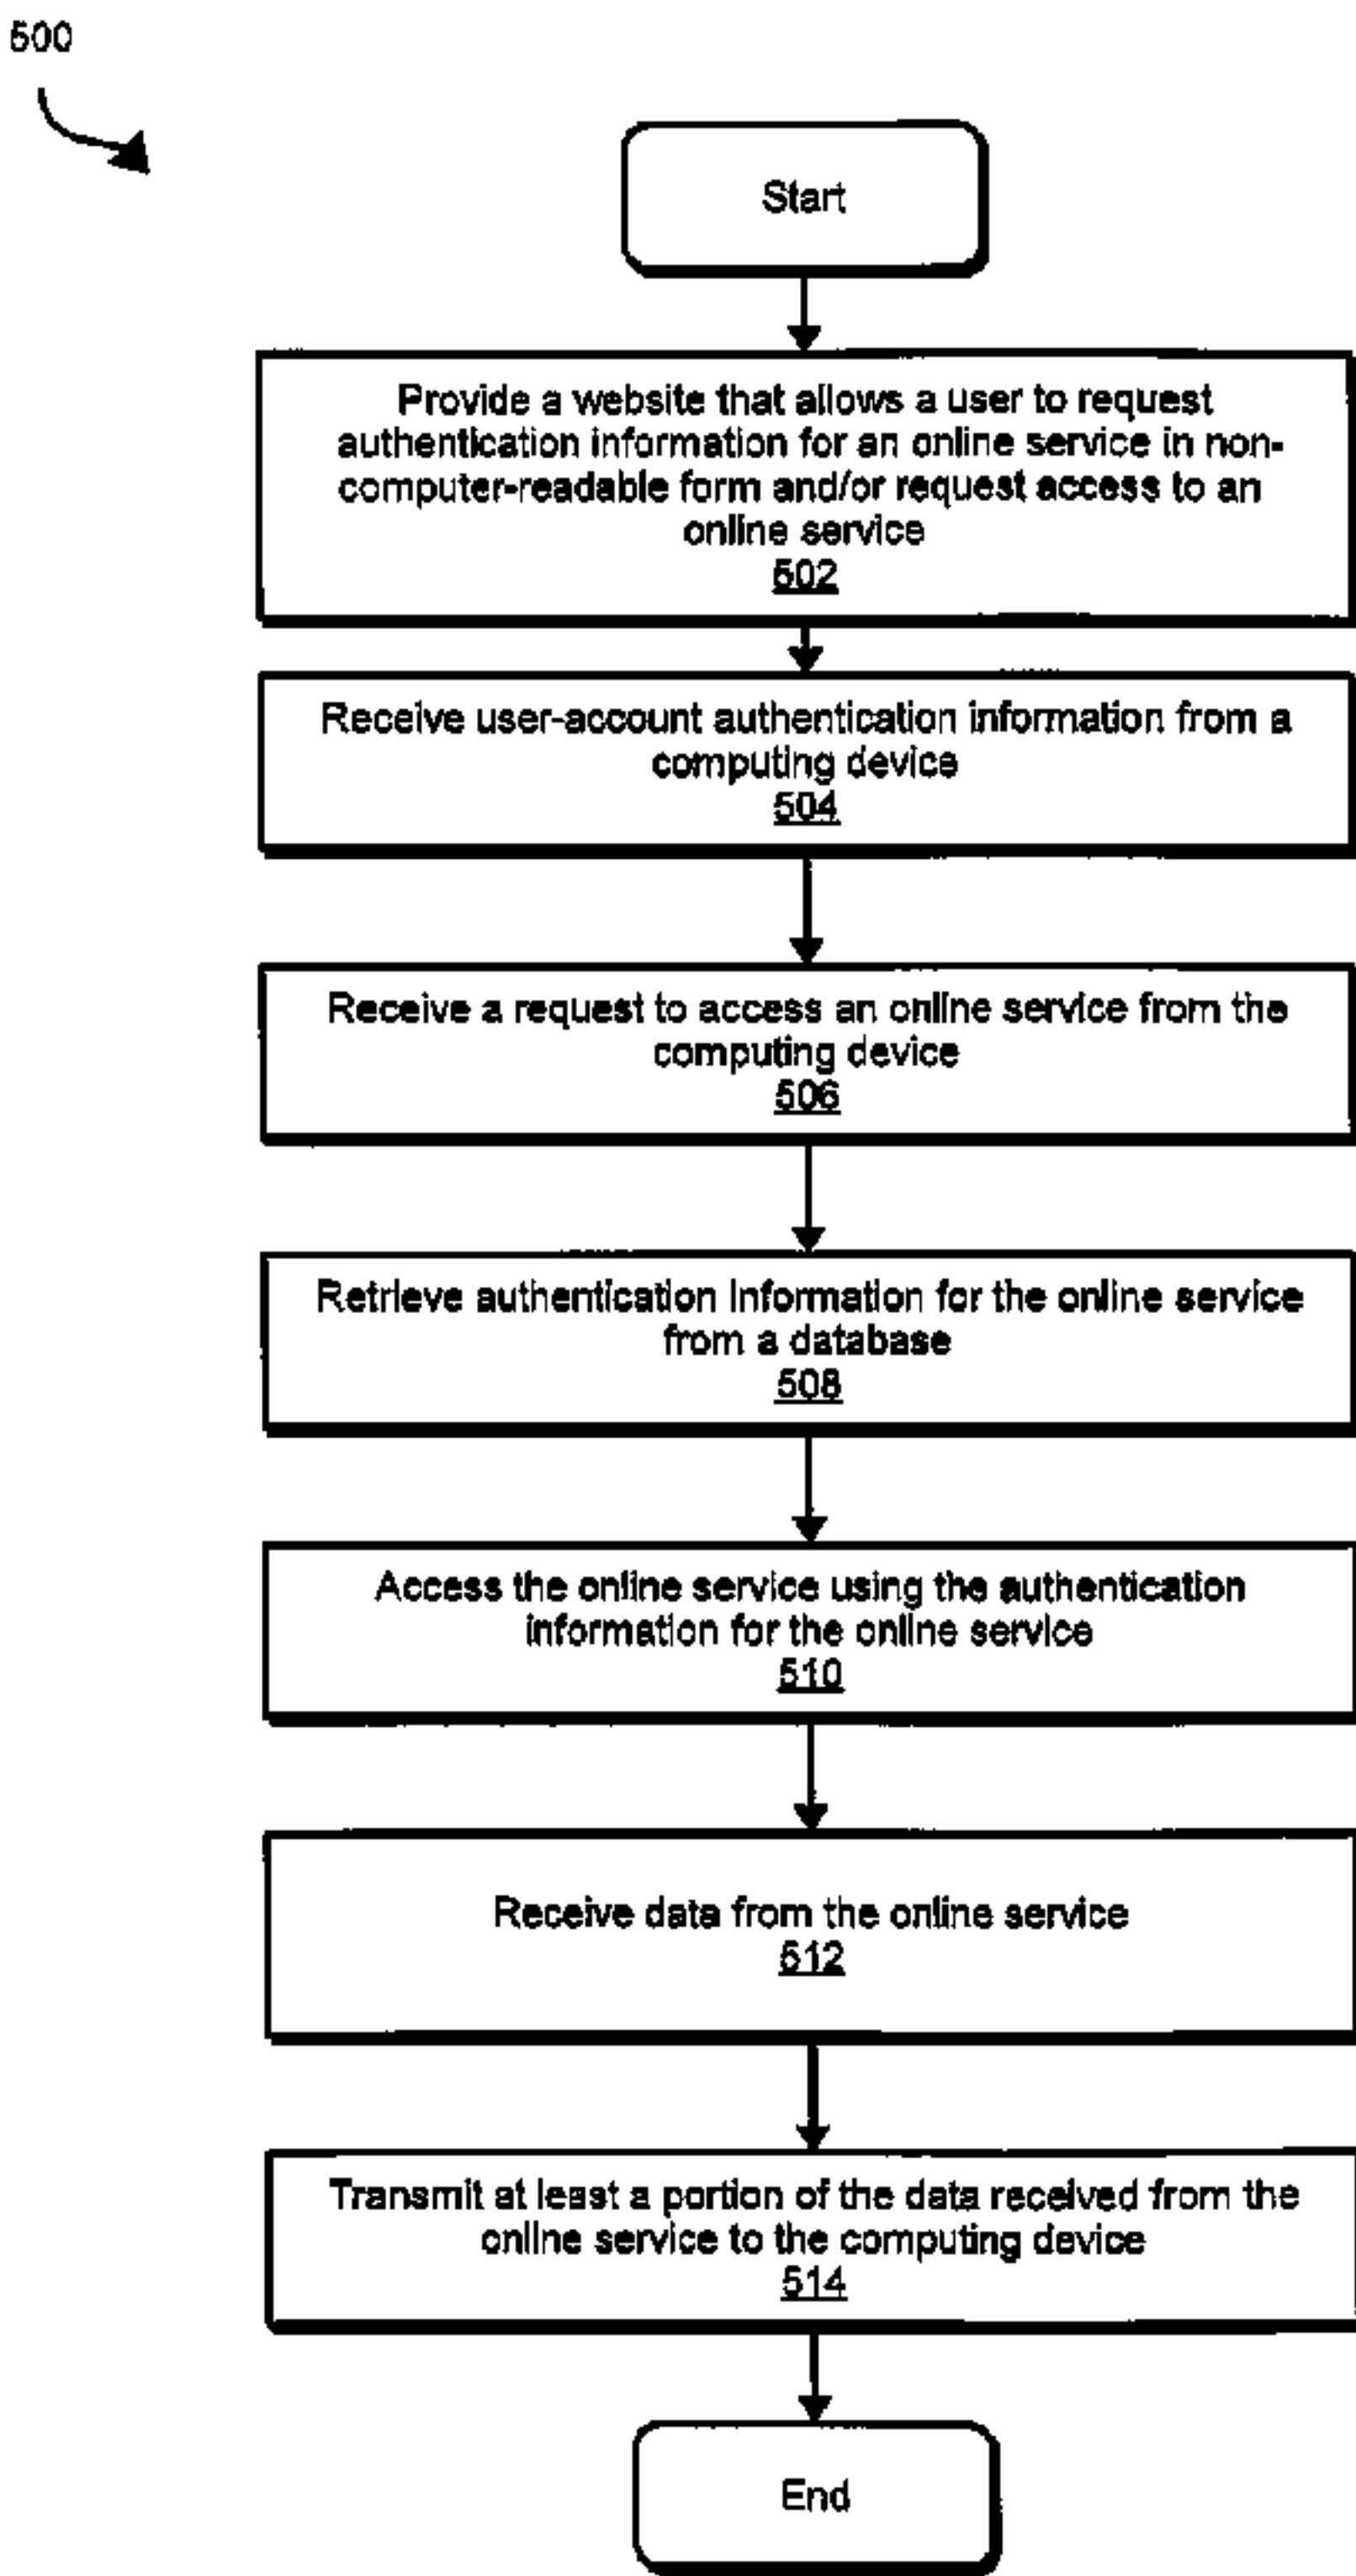 500
Start
Provide a website that allows a user to request
authentication information for an online service in non-
computer-readable form and/or request access to an
online service
502
Receive user-account authentication information from a
computing device
504
Receive a request to access an online service from the
computing device
506
Retrieve authentication information for the online service
from a database
508
Access the online service using the authentication
information for the online service
510
Receive data from the online service
512
Transmit at least a portion of the data received from the
online service to the computing device
514
End